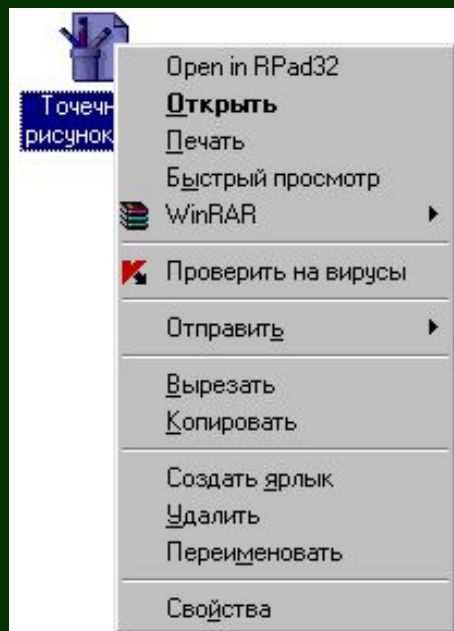 Точечн
рисунок
Open in RPad32
Открыть
Печать
Быстрый просмотр
WinRAR
Проверить на вирусы
Отправить
Вырезать
Копировать
Создать ярлык
Удалить
Переименовать
Свойства